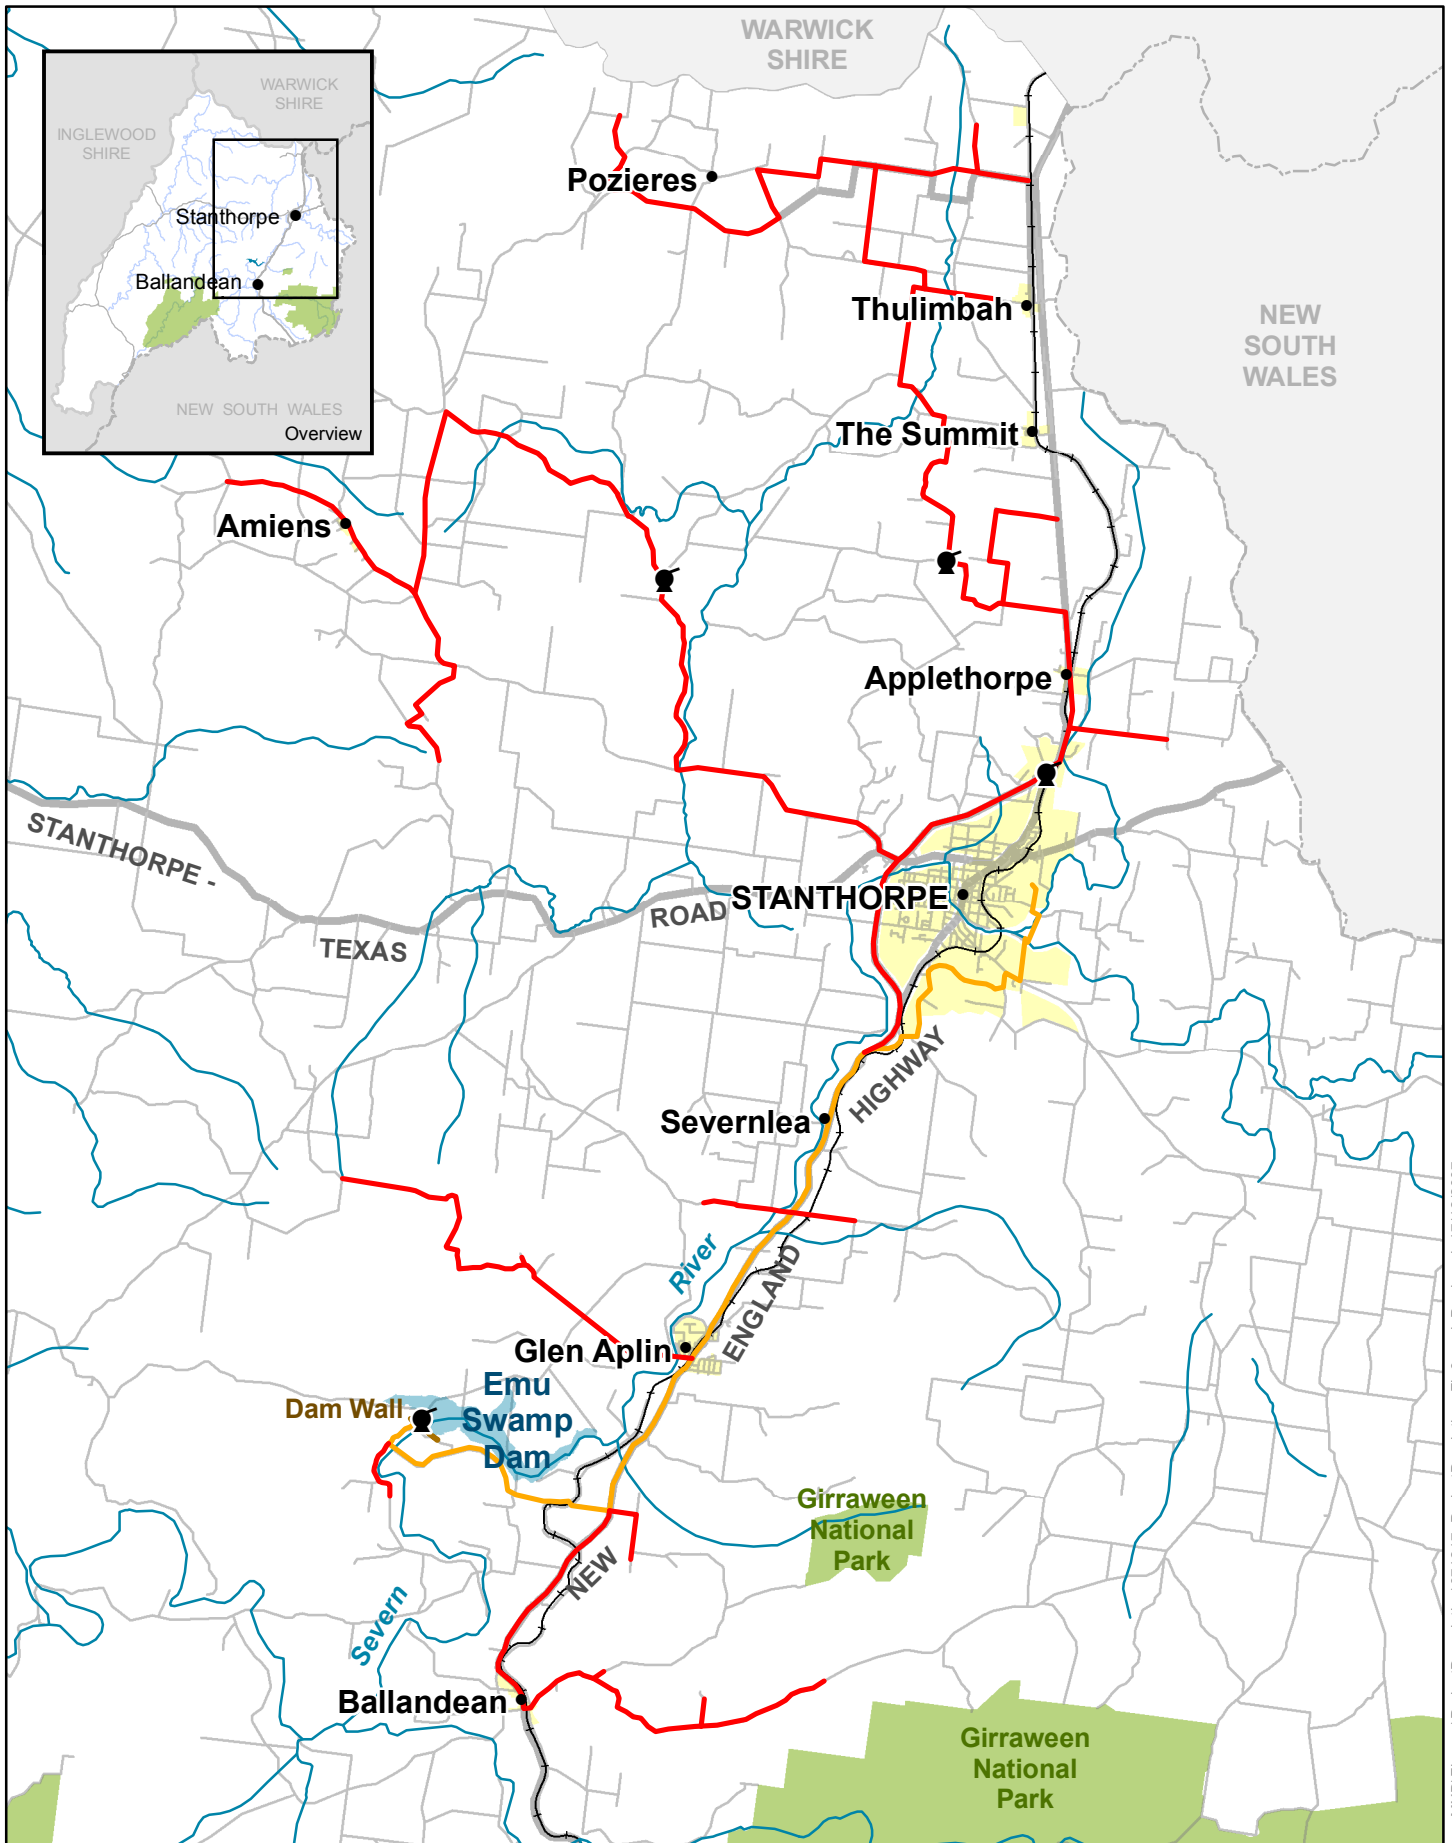 WARWICK
SHIRE
WARWICK
SHIRE
INGLEWOOD
SHIRE
Stanthorpe
Ballandean
NEW SOUTH WALES
Overview
Pozieres
Thulimbah
NEW
SOUTH
WALES
The Summit
Amiens
Applethorpe
STANTHORPE -
TEXAS
ROAD
STANTHORPE
HIGHWAY
Severnlea
River
ENGLAND
Glen Aplin
Dam Wall
Emu
Swamp
Dam
Girraween
National
Park
NEW
Severn
Ballandean
Girraween
National
Park